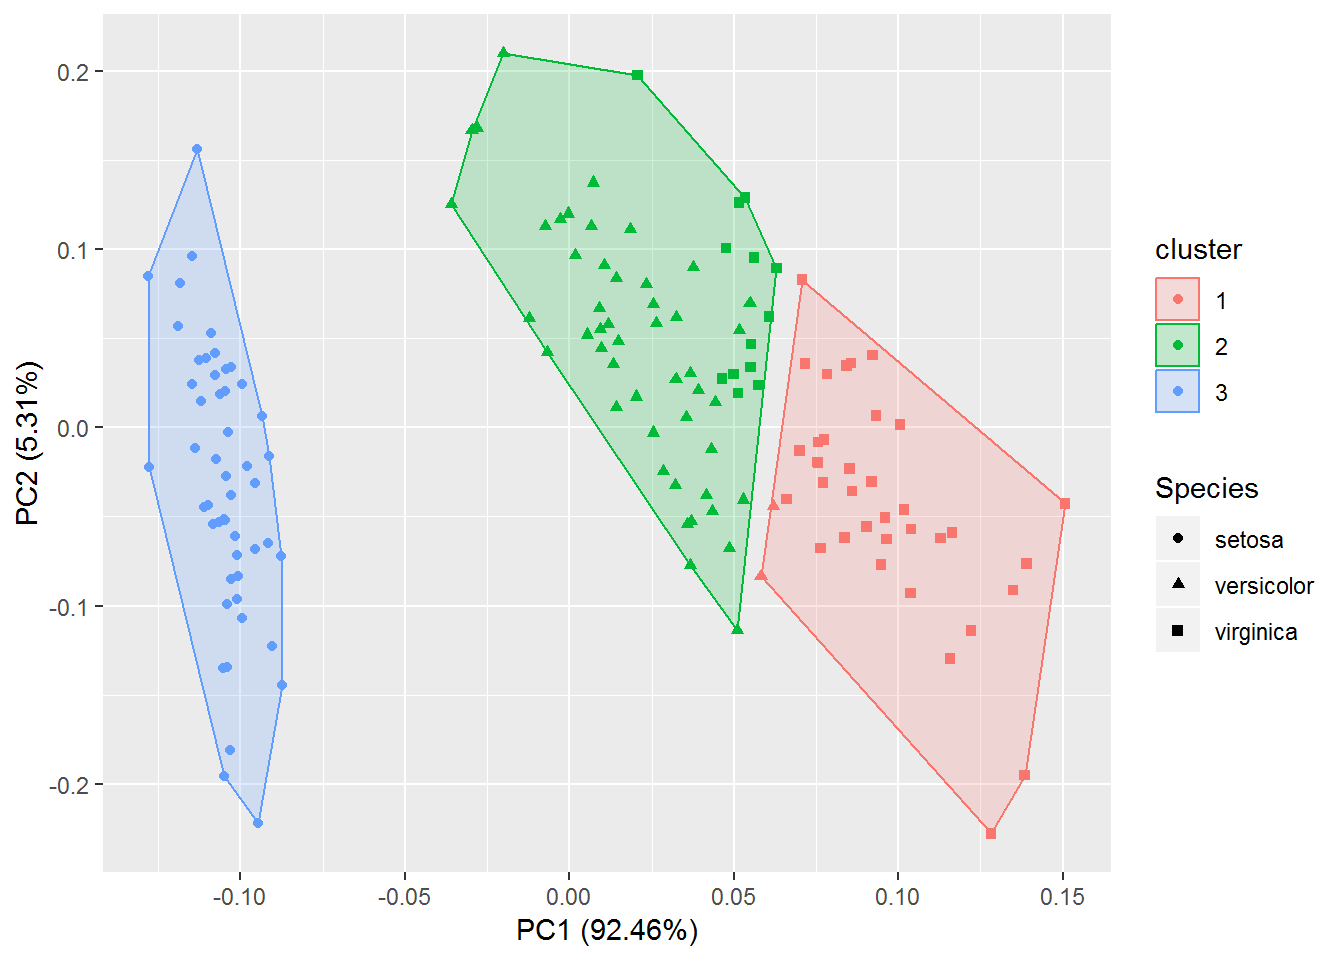 0.2
0.1
0.0
-0.1
-0.2
PC2 (5.31%)
-0.10
-0.05
0.00
0.05
0.10
0.15
PC1 (92.46%)
cluster
1
2
3
Species
setosa
versicolor
virginica